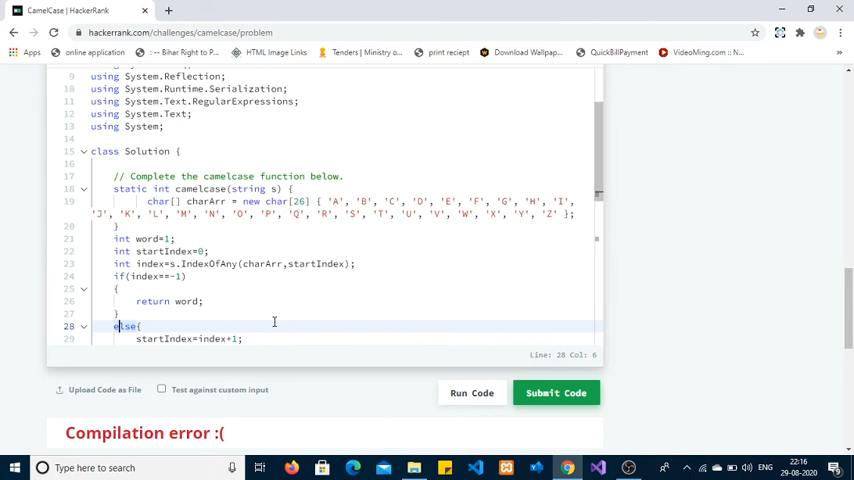 CamelCase | HackerRank
hackerrank.com/challenges/camelcase/problem
Apps online application : -- Bihar Right to P... HTML Image Links Tenders | Ministry o... print reciept Download Wallpap... QuickBillPayment VideoMing.com :: N...
9 using System.Reflection;
10 using System.Runtime.Serialization;
11 using System.Text.RegularExpressions;
12 using System.Text;
13 using System;
14
15 class Solution {
16
17 // Complete the camelcase function below.
18 static int camelcase(string s) {
19 char[] charArr = new char[26] { 'A', 'B', 'C', 'D', 'E', 'F', 'G', 'H', 'I',
'J', 'K', 'L', 'M', 'N', 'O', 'P', 'Q', 'R', 'S', 'T', 'U', 'V', 'W', 'X', 'Y', 'Z' };
20 }
21 int word=1;
22 int startIndex=0;
23 int index=s.IndexOfAny(charArr,startIndex);
24 if(index==-1)
25 {
26 return word;
27 }
28 else{
29 startIndex=index+1;
Line: 28 Col: 6
Upload Code as File Test against custom input Run Code Submit Code
Compilation error :(
Type here to search ENG 22:16
29-08-2020